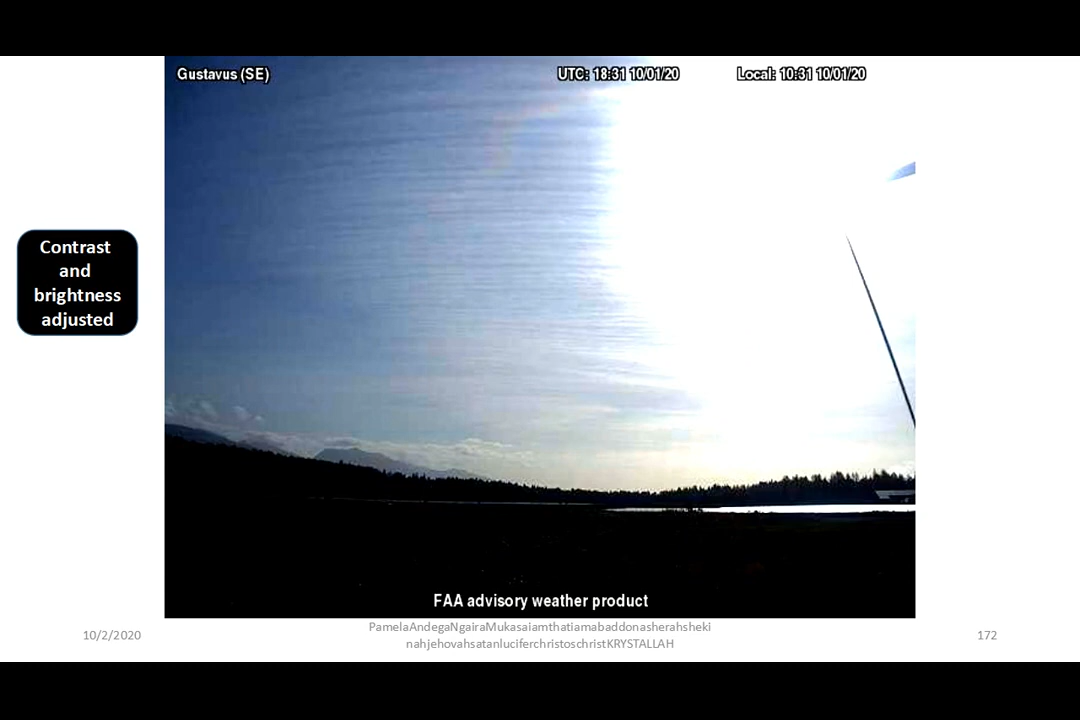 Gustavus (SE) UTC: 18:31 10/01/20 Local: 10:31 10/01/20
Contrast
and
brightness
adjusted
FAA advisory weather product
10/2/2020
PamelaAndegaNgairaMukasaiamthatiamabaddonasherahsheki
nahjehovahsatanluciferchristoschristKRYSTALLAH
172